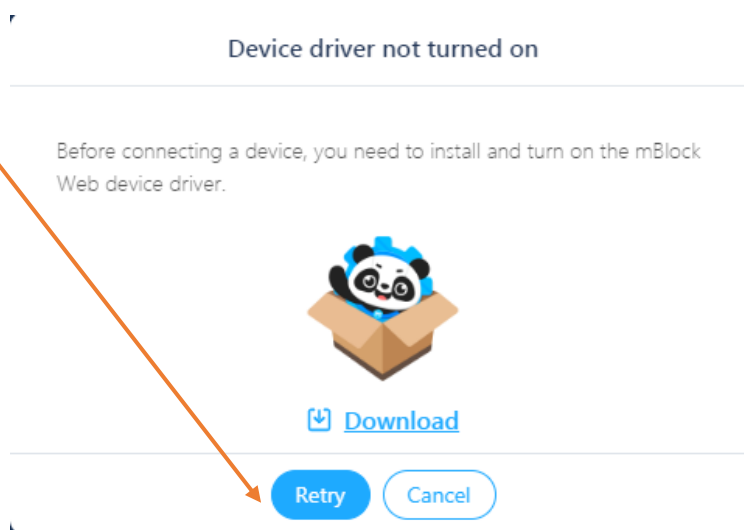 Device driver not turned on
Before connecting a device, you need to install and turn on the mBlock
Web device driver.
Download
Retry
Cancel